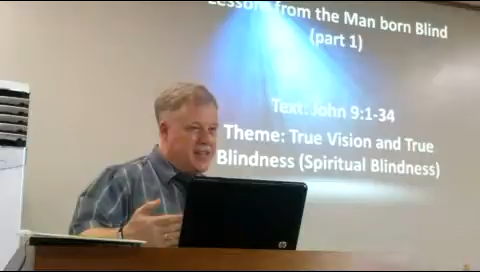 Lessons from the Man born Blind
(part 1)
Text: John 9:1-34
Theme: True Vision and True
Blindness (Spiritual Blindness)
hp